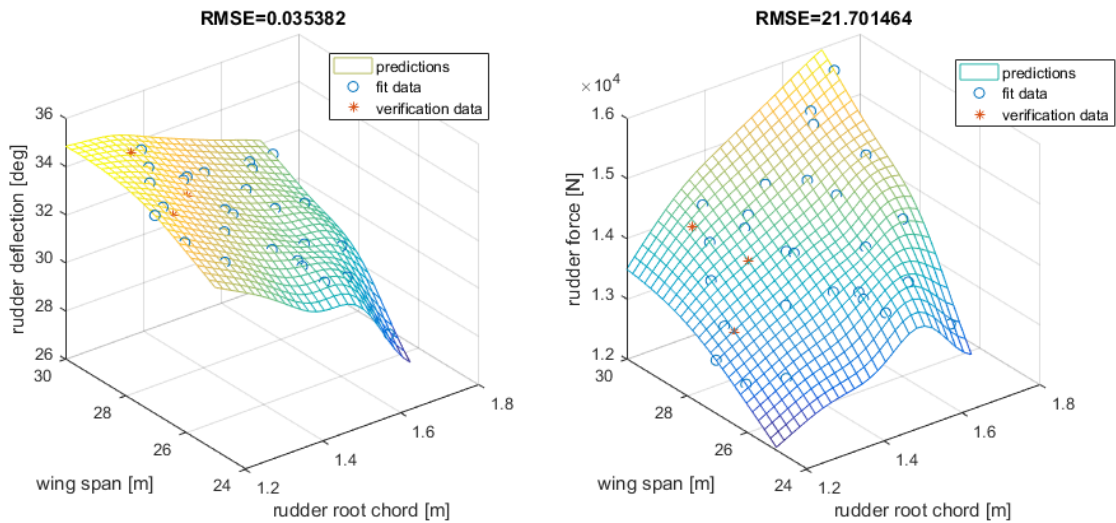 RMSE=0.035382
predictions
fit data
verification data
36
34
32
30
28
26
rudder deflection [deg]
30
28
26
24
wing span [m]
1.2
1.4
1.6
1.8
rudder root chord [m]
RMSE=21.701464
×10⁴
predictions
fit data
verification data
1.6
1.5
1.4
1.3
1.2
rudder force [N]
30
28
26
24
wing span [m]
1.2
1.4
1.6
1.8
rudder root chord [m]